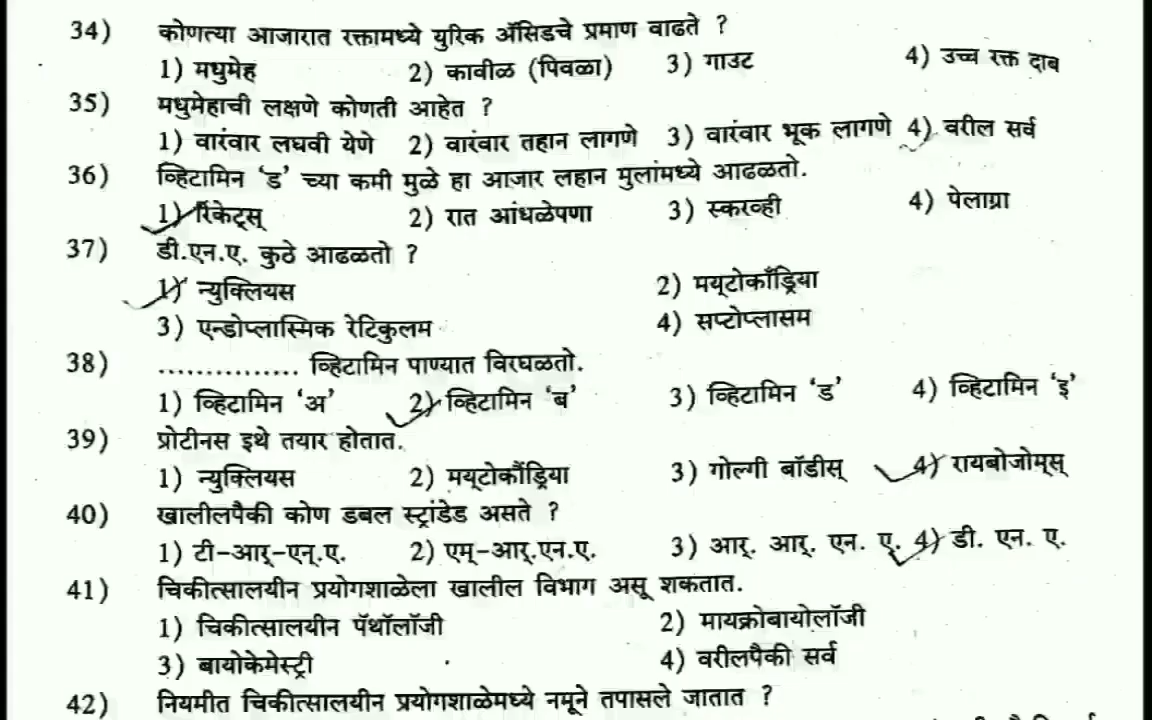 34) कोणत्या आजारात रक्तामध्ये युरिक ॲसिडचे प्रमाण वाढते ?
1) मधुमेह 2) कावीळ (पिवळा) 3) गाउट 4) उच्च रक्त दाब
35) मधुमेहाची लक्षणे कोणती आहेत ?
1) वारंवार लघवी येणे 2) वारंवार तहान लागणे 3) वारंवार भूक लागणे 4) वरील सर्व
36) व्हिटामिन ‘ड’ च्या कमी मुळे हा आजार लहान मुलांमध्ये आढळतो.
1) रिकेट्स् 2) रात आंधळेपणा 3) स्करव्ही 4) पेलाग्रा
37) डी.एन.ए. कुठे आढळतो ?
1) न्युक्लियस 2) मयूटोकाँड्रिया
3) एन्डोप्लास्मिक रेटिकुलम 4) सप्टोप्लासम
38) ............... व्हिटामिन पाण्यात विरघळतो.
1) व्हिटामिन ‘अ’ 2) व्हिटामिन ‘ब’ 3) व्हिटामिन ‘ड’ 4) व्हिटामिन ‘इ’
39) प्रोटीनस इथे तयार होतात.
1) न्युक्लियस 2) मयूटोकौंड्रिया 3) गोल्गी बॉडीस् 4) रायबोजोम्स्
40) खालीलपैकी कोण डबल स्ट्रांडेड असते ?
1) टी-आर्-एन्.ए. 2) एम्-आर्.एन.ए. 3) आर्. आर्. एन. ए. 4) डी. एन. ए.
41) चिकीत्सालयीन प्रयोगशाळेला खालील विभाग असू शकतात.
1) चिकीत्सालयीन पॅथॉलॉजी 2) मायक्रोबायोलॉजी
3) बायोकेमेस्ट्री 4) वरीलपैकी सर्व
42) नियमीत चिकीत्सालयीन प्रयोगशाळेमध्ये नमूने तपासले जातात ?